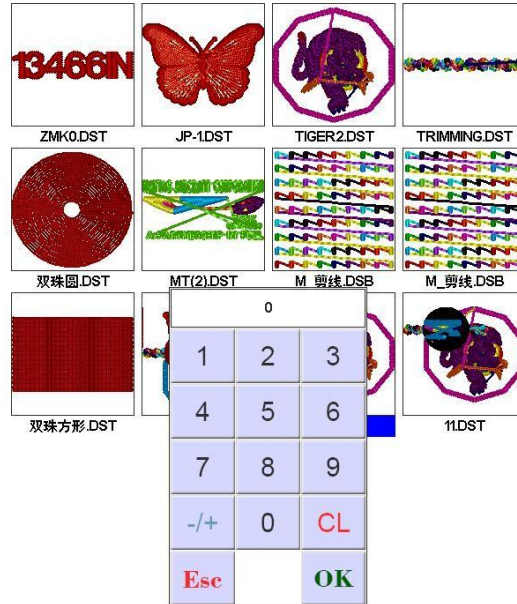 13466IN
ZMK0.DST
JP-1.DST
TIGER2.DST
TRIMMING.DST
双珠圆.DST
MT(2).DST
M_剪线.DSB
M_剪线.DSB
双珠方形.DST
11.DST
0
1 2 3
4 5 6
7 8 9
-/+ 0 CL
Esc OK